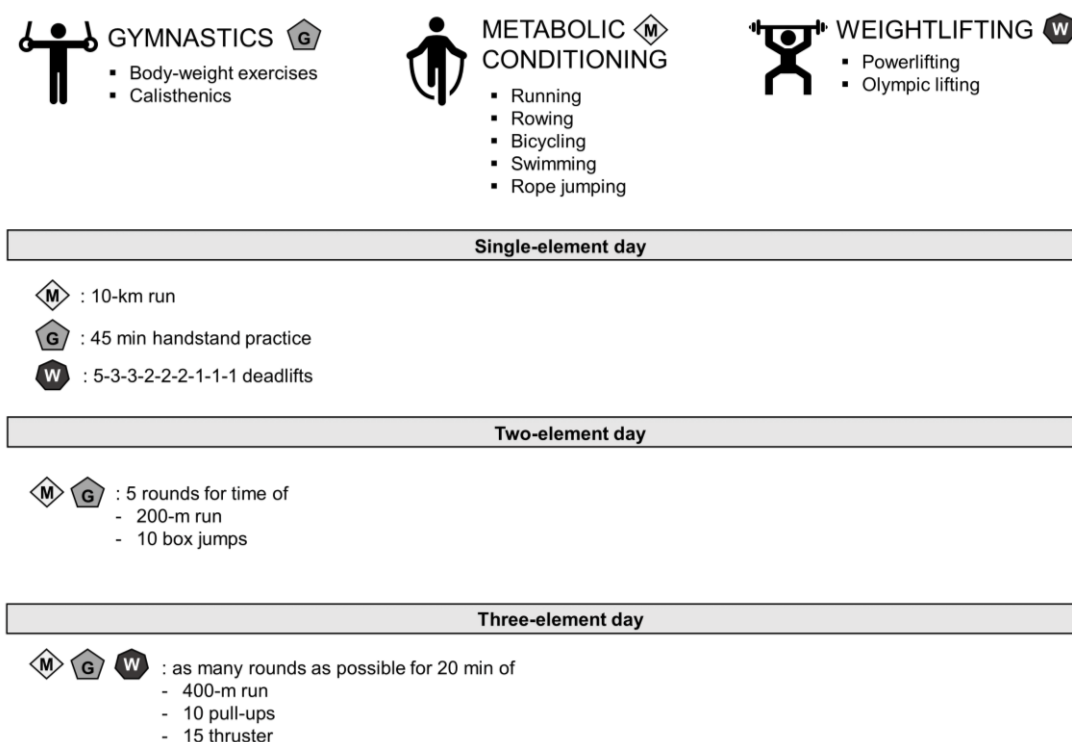 GYMNASTICS G
▪ Body-weight exercises
▪ Calisthenics
METABOLIC M
CONDITIONING
▪ Running
▪ Rowing
▪ Bicycling
▪ Swimming
▪ Rope jumping
WEIGHTLIFTING W
▪ Powerlifting
▪ Olympic lifting
Single-element day
M : 10-km run
G : 45 min handstand practice
W : 5-3-3-2-2-2-1-1-1 deadlifts
Two-element day
M G : 5 rounds for time of
- 200-m run
- 10 box jumps
Three-element day
M G W : as many rounds as possible for 20 min of
- 400-m run
- 10 pull-ups
- 15 thruster